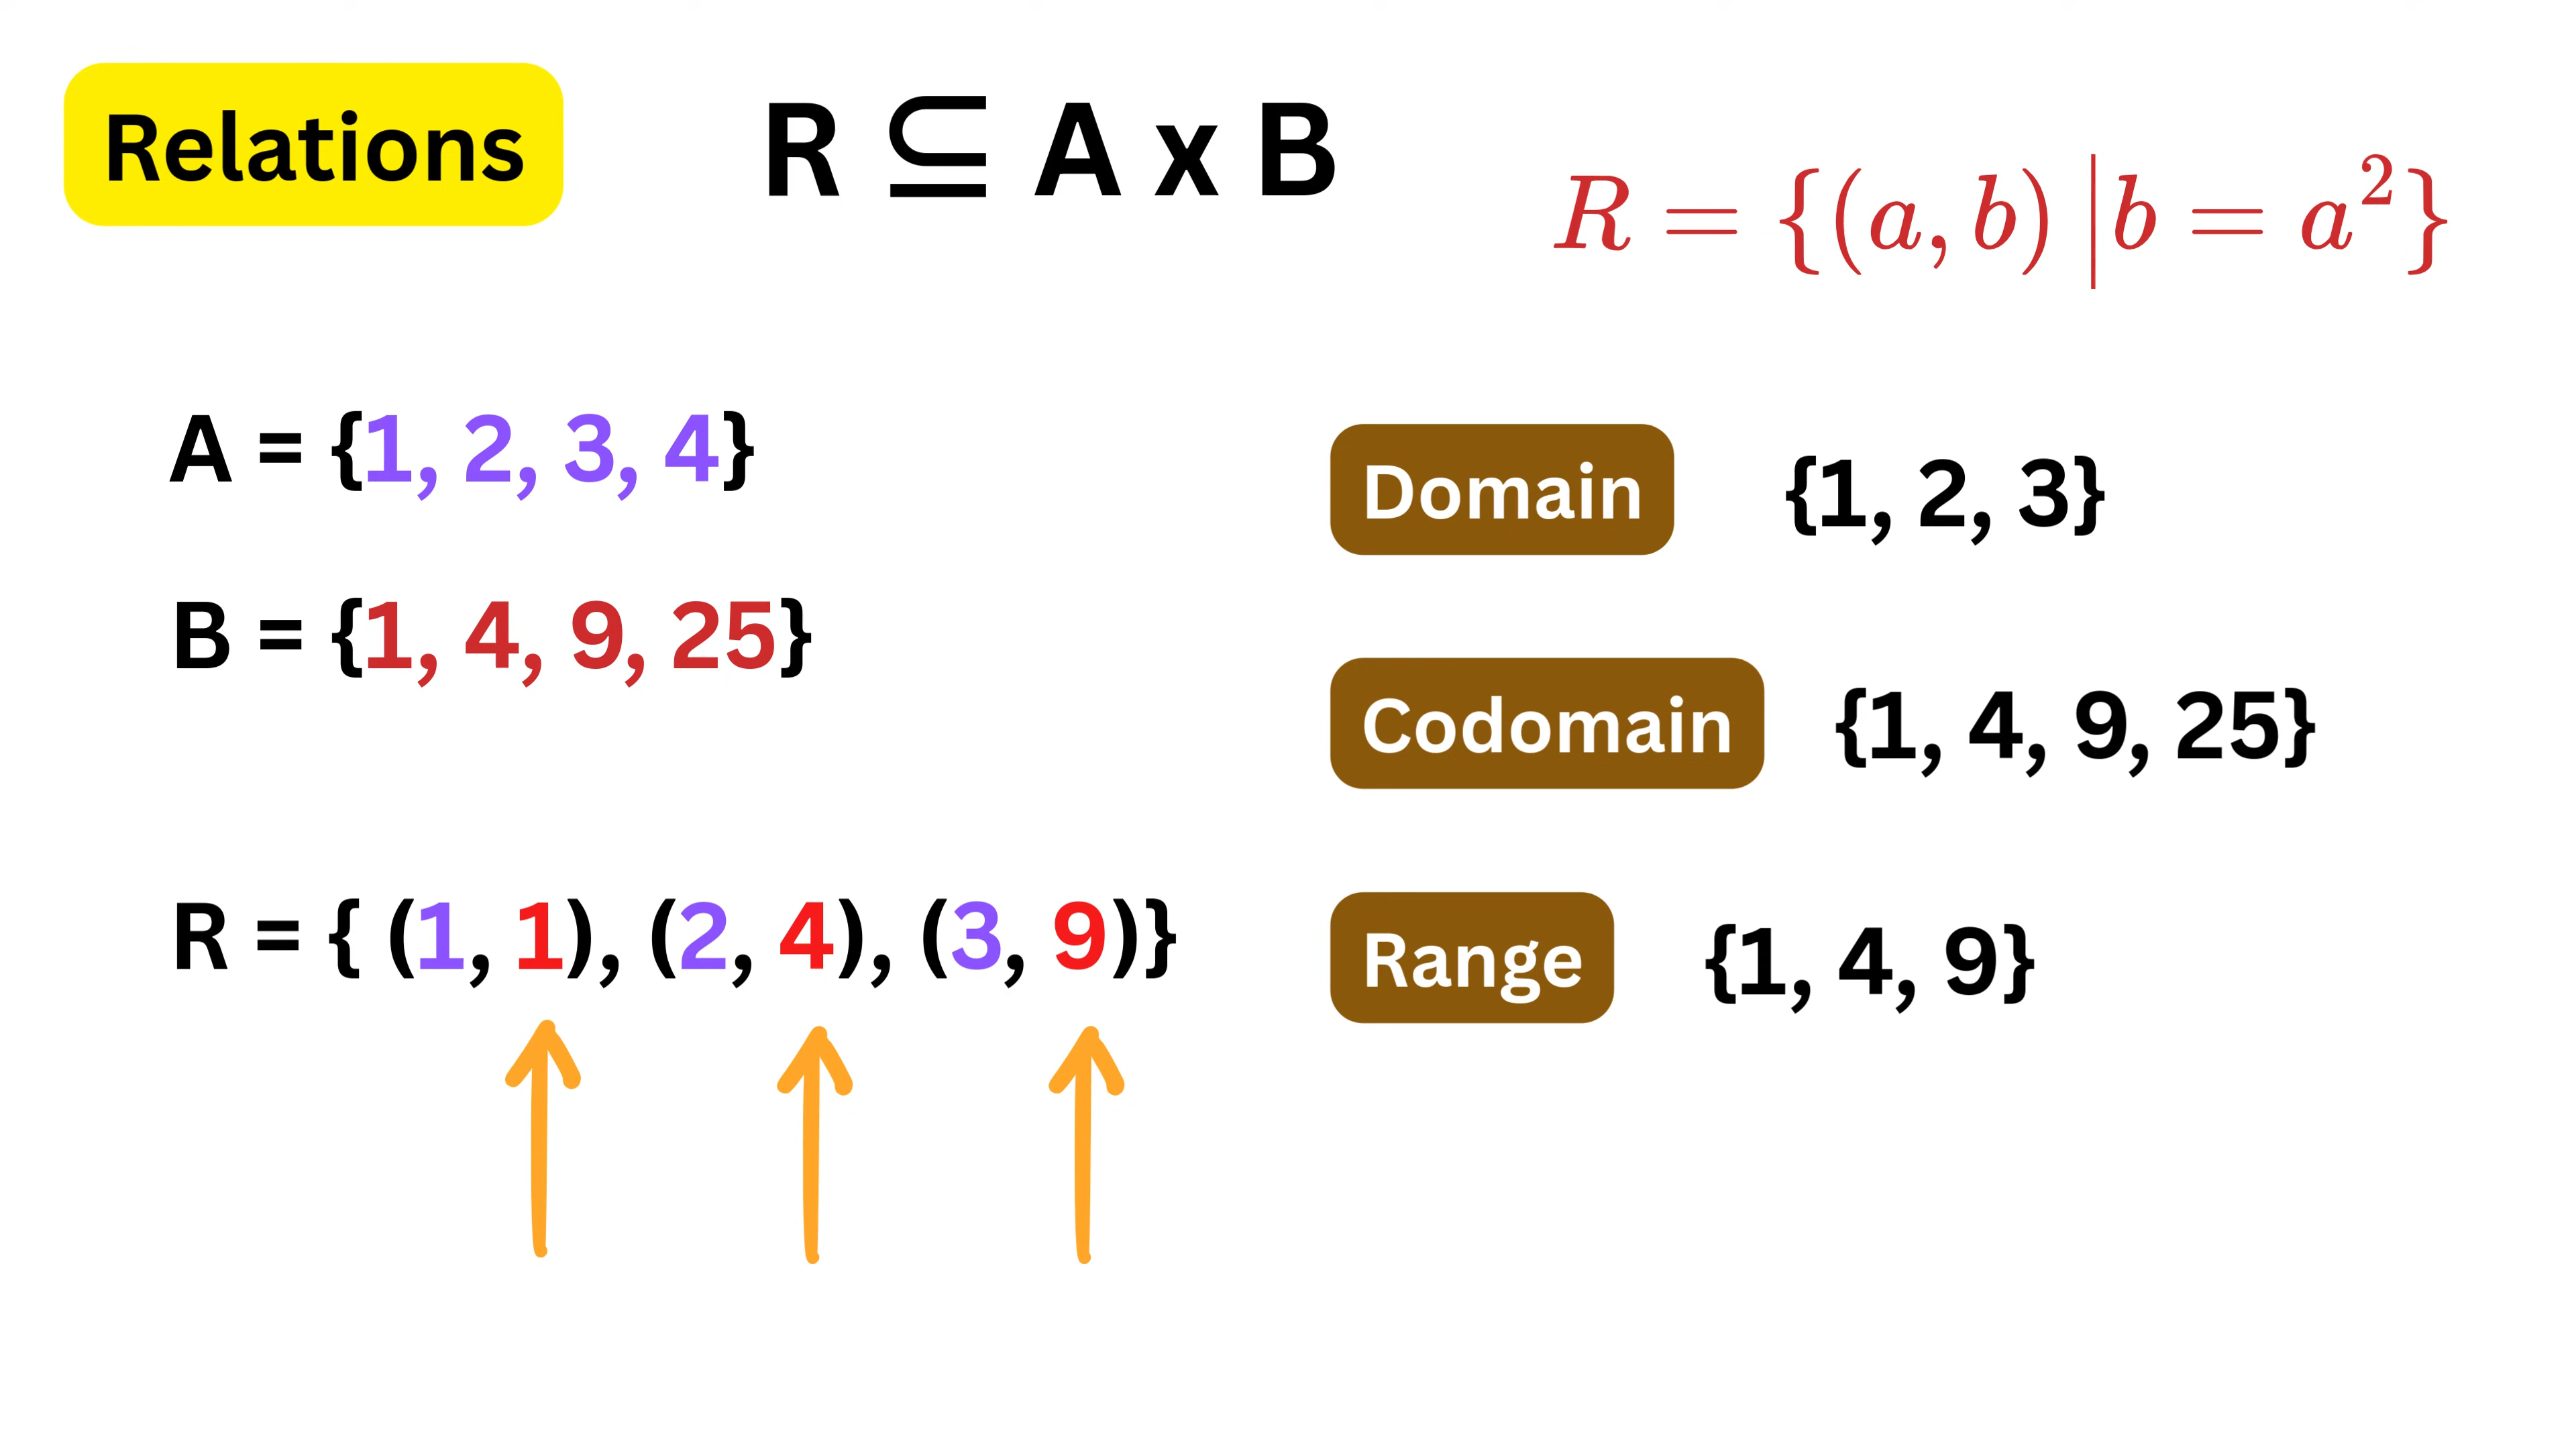 Relations
R ⊆ A x B
R = {(a, b) | b = a²}
A = {1, 2, 3, 4}
B = {1, 4, 9, 25}
R = { (1, 1), (2, 4), (3, 9)}
Domain {1, 2, 3}
Codomain {1, 4, 9, 25}
Range {1, 4, 9}